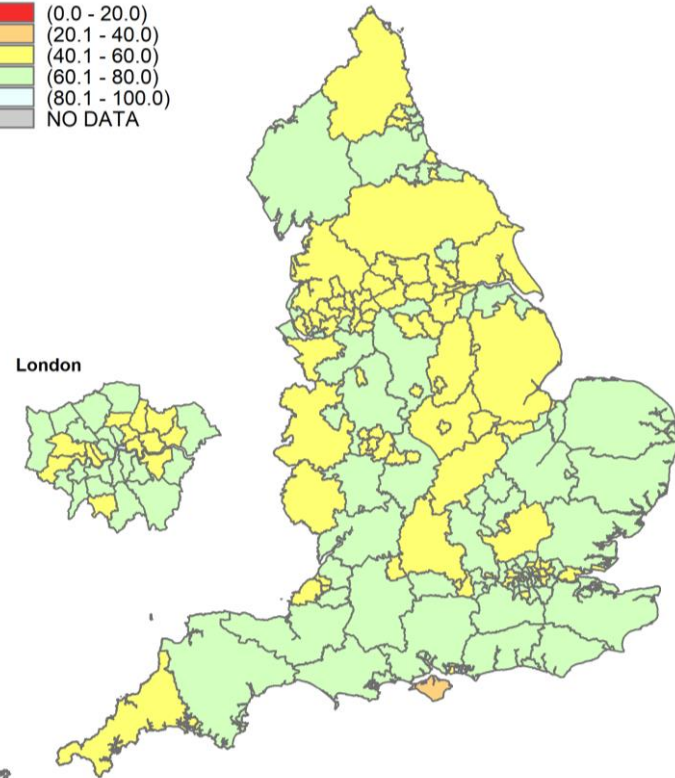 (0.0 - 20.0)
(20.1 - 40.0)
(40.1 - 60.0)
(60.1 - 80.0)
(80.1 - 100.0)
NO DATA
London